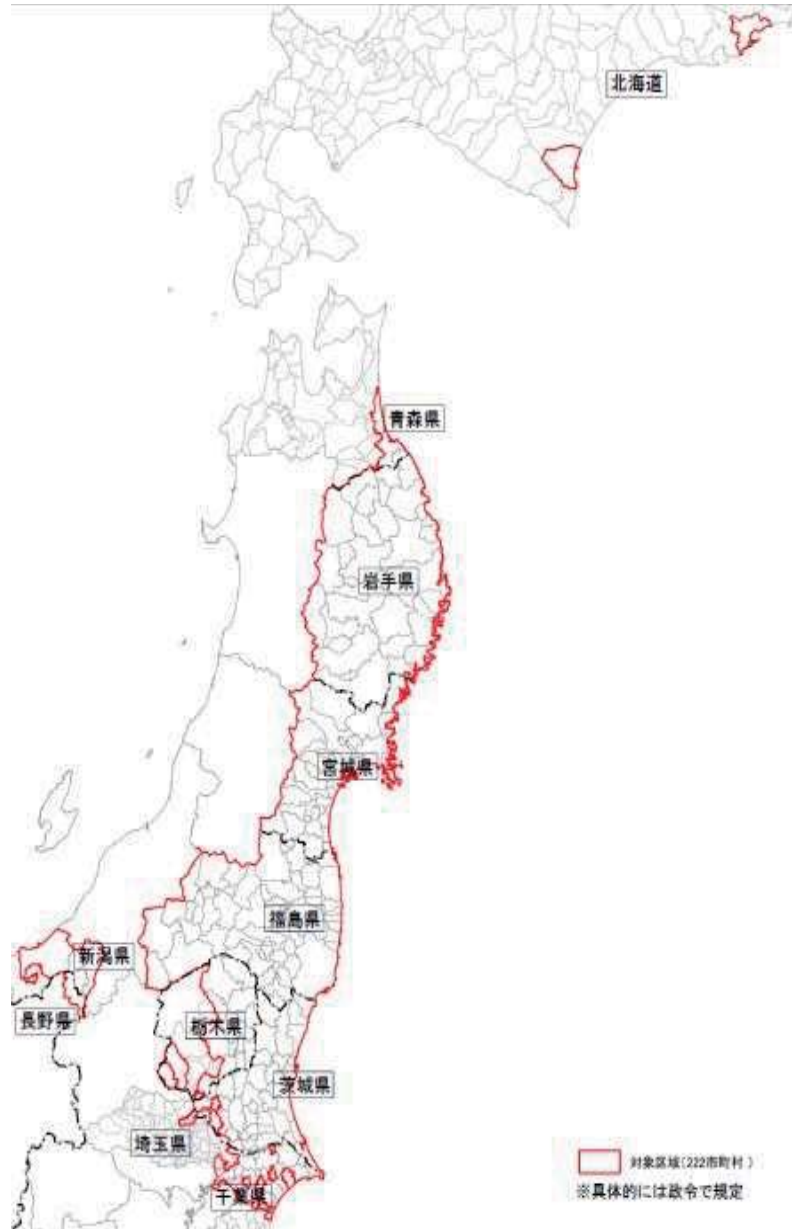 北海道
青森県
岩手県
宮城県
福島県
新潟県
長野県
栃木県
茨城県
埼玉県
千葉県
対象区域(222市町村)
※具体的には政令で規定